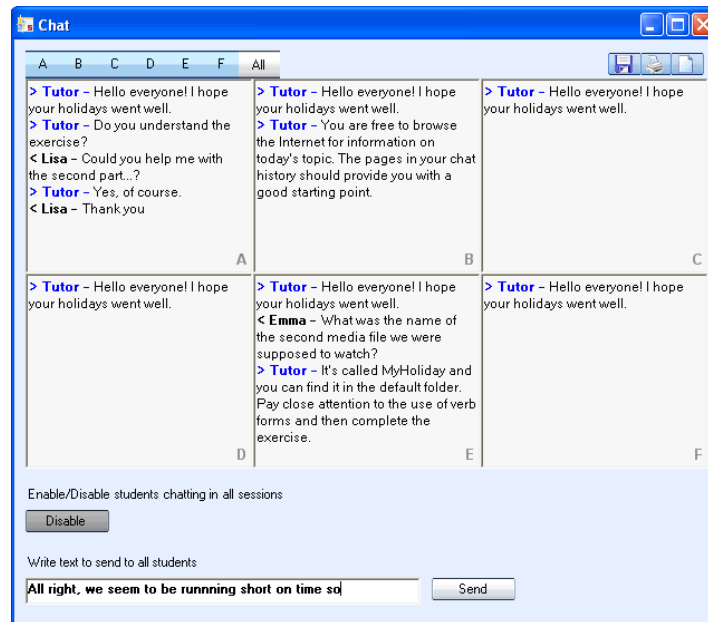 Chat
A B C D E F All
> Tutor – Hello everyone! I hope
your holidays went well.
> Tutor – Do you understand the
exercise?
< Lisa – Could you help me with
the second part...?
> Tutor – Yes, of course.
< Lisa – Thank you
A
> Tutor – Hello everyone! I hope
your holidays went well.
> Tutor – You are free to browse
the Internet for information on
today's topic. The pages in your chat
history should provide you with a
good starting point.
B
> Tutor – Hello everyone! I hope
your holidays went well.
C
> Tutor – Hello everyone! I hope
your holidays went well.
D
> Tutor – Hello everyone! I hope
your holidays went well.
< Emma – What was the name of
the second media file we were
supposed to watch?
> Tutor – It's called MyHoliday and
you can find it in the default folder.
Pay close attention to the use of verb
forms and then complete the
exercise.
E
> Tutor – Hello everyone! I hope
your holidays went well.
F
Enable/Disable students chatting in all sessions
Disable
Write text to send to all students
All right, we seem to be runnning short on time so
Send